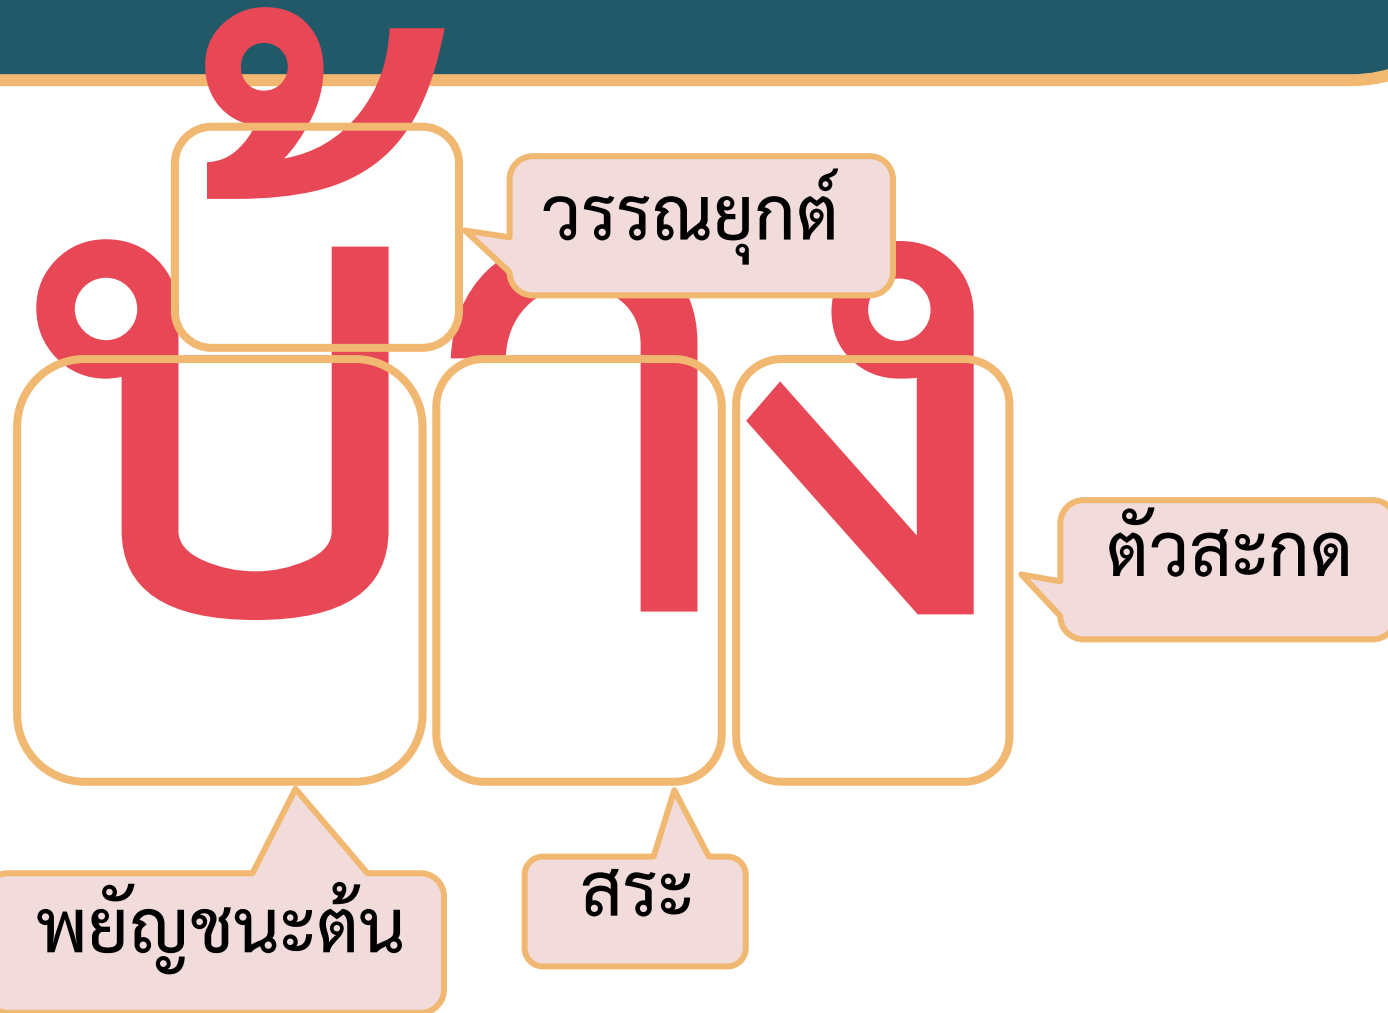 บ้าง
วรรณยุกต์
ตัวสะกด
พยัญชนะต้น
สระ